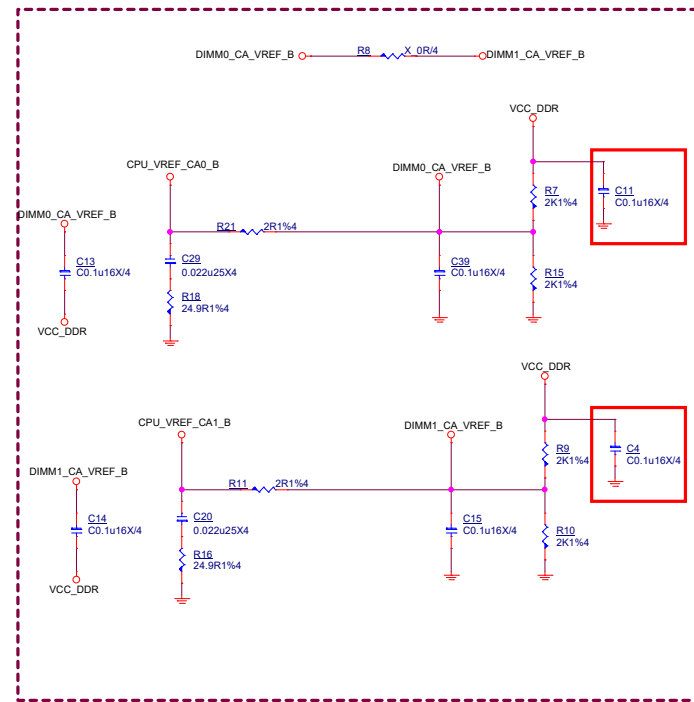 R8
X_0R/4
DIMM0_CA_VREF_B
DIMM1_CA_VREF_B
VCC_DDR
CPU_VREF_CA0_B
DIMM0_CA_VREF_B
R7
2K1%4
C11
C0.1u16X/4
DIMM0_CA_VREF_B
R21
2R1%4
C13
C0.1u16X/4
C29
0.022u25X4
C39
C0.1u16X/4
R15
2K1%4
R18
24.9R1%4
VCC_DDR
VCC_DDR
CPU_VREF_CA1_B
DIMM1_CA_VREF_B
R9
2K1%4
C4
C0.1u16X/4
DIMM1_CA_VREF_B
R11
2R1%4
C14
C0.1u16X/4
C20
0.022u25X4
C15
C0.1u16X/4
R10
2K1%4
R16
24.9R1%4
VCC_DDR